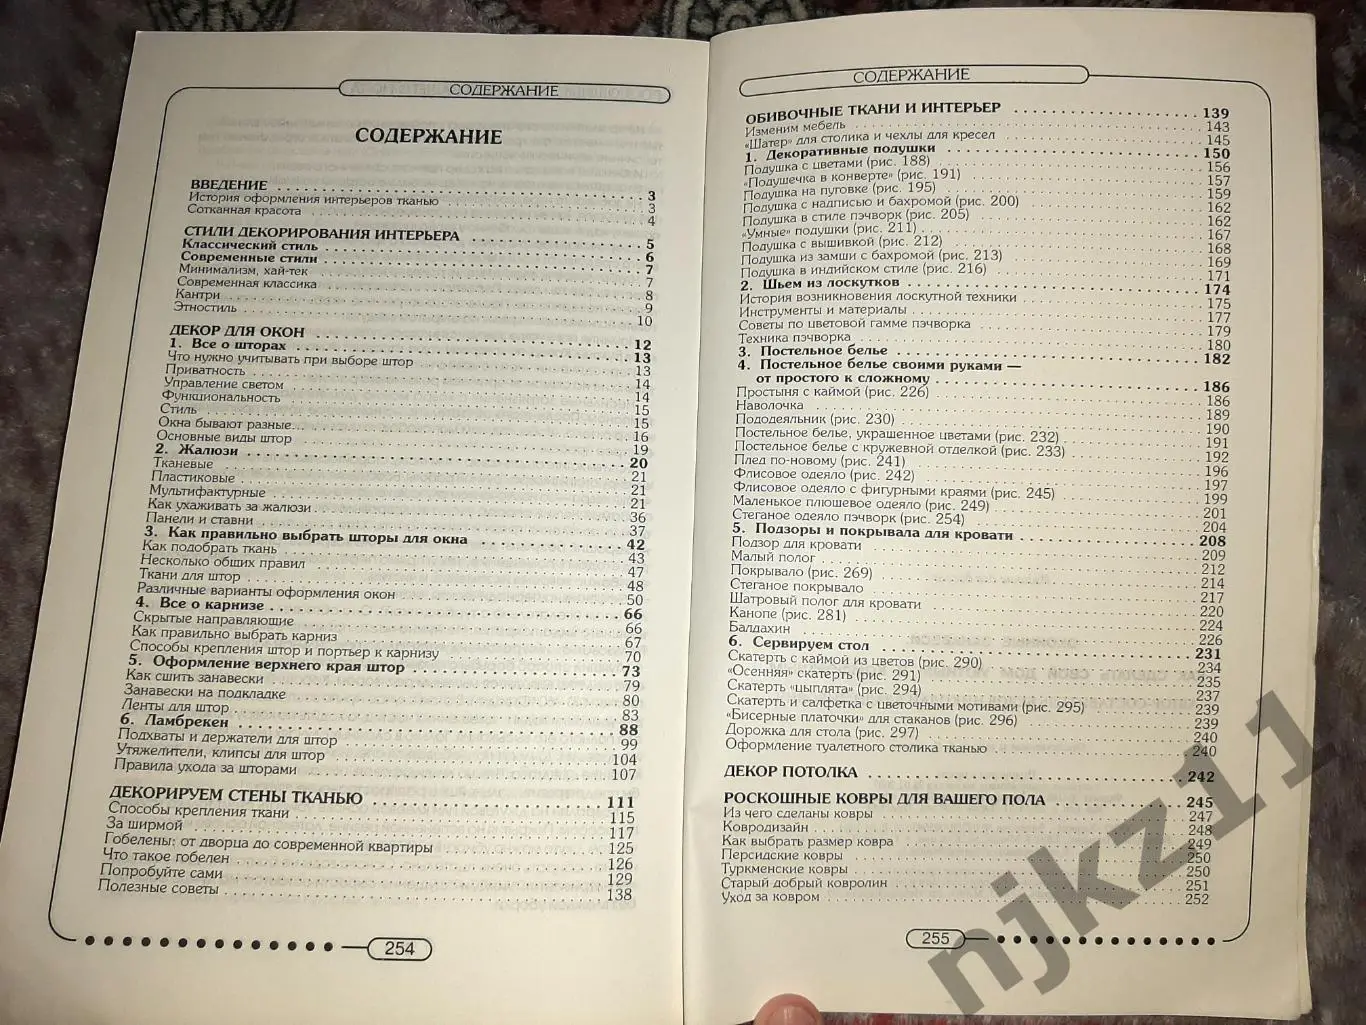 СОДЕРЖАНИЕ
СОДЕРЖАНИЕ
ВВЕДЕНИЕ 3
История оформления интерьеров тканью 3
Сотканная красота 4
СТИЛИ ДЕКОРИРОВАНИЯ ИНТЕРЬЕРА 5
Классический стиль 6
Современные стили 7
Минимализм, хай-тек 7
Современная классика 8
Кантри 9
Этностиль 10
ДЕКОР ДЛЯ ОКОН 12
1. Все о шторах 13
Что нужно учитывать при выборе штор 13
Приватность 14
Управление светом 14
Функциональность 15
Стиль 15
Окна бывают разные... 16
Основные виды штор 19
2. Жалюзи 20
Тканевые 21
Пластиковые 21
Мультифактурные 21
Как ухаживать за жалюзи 36
Панели и ставни 37
3. Как правильно выбрать шторы для окна 42
Как подобрать ткань 43
Несколько общих правил 47
Ткани для штор 48
Различные варианты оформления окон 50
4. Все о карнизе 66
Скрытые направляющие 66
Как правильно выбрать карниз 67
Способы крепления штор и портьер к карнизу 70
5. Оформление верхнего края штор 73
Как сшить занавески 79
Занавески на подкладке 80
Ленты для штор 83
6. Ламбрекен 88
Подхваты и держатели для штор 99
Утяжелители, клипсы для штор 104
Правила ухода за шторами 107
ДЕКОРИРУЕМ СТЕНЫ ТКАНЬЮ 111
Способы крепления ткани 115
За ширмой 117
Гобелены: от дворца до современной квартиры 125
Что такое гобелен 126
Попробуйте сами 129
Полезные советы 138
254
СОДЕРЖАНИЕ
ОБИВОЧНЫЕ ТКАНИ И ИНТЕРЬЕР 139
Изменим мебель 143
«Шатер» для столика и чехлы для кресел 145
1. Декоративные подушки 150
Подушка с цветами (рис. 188) 156
«Подушечка в конверте» (рис. 191) 157
Подушка на пуговке (рис. 195) 159
Подушка с надписью и бахромой (рис. 200) 162
Подушка в стиле пэчворк (рис. 205) 162
«Умные» подушки (рис. 211) 167
Подушка с вышивкой (рис. 212) 168
Подушка из замши с бахромой (рис. 213) 169
Подушка в индийском стиле (рис. 216) 171
2. Шьем из лоскутков 174
История возникновения лоскутной техники 175
Инструменты и материалы 177
Советы по цветовой гамме пэчворка 179
Техника пэчворка 180
3. Постельное белье 182
4. Постельное белье своими руками —
от простого к сложному 186
Простыня с каймой (рис. 226) 186
Наволочка 189
Пододеяльник (рис. 230) 190
Постельное белье, украшенное цветами (рис. 232) 191
Постельное белье с кружевной отделкой (рис. 233) 192
Плед по-новому (рис. 241) 196
Флисовое одеяло (рис. 242) 197
Флисовое одеяло с фигурными краями (рис. 245) 199
Маленькое плюшевое одеяло (рис. 249) 201
Стеганое одеяло пэчворк (рис. 254) 204
5. Подзоры и покрывала для кровати 208
Подзор для кровати 209
Малый полог 212
Покрывало (рис. 269) 214
Стеганое покрывало 217
Шатровый полог для кровати 220
Канопе (рис. 281) 224
Балдахин 226
6. Сервируем стол 231
Скатерть с каймой из цветов (рис. 290) 234
«Осенняя» скатерть (рис. 291) 235
Скатерть "цыплята" (рис. 294) 237
Скатерть и салфетка с цветочными мотивами (рис. 295) 239
«Бисерные платочки» для стаканов (рис. 296) 239
Дорожка для стола (рис. 297) 240
Оформление туалетного столика тканью 240
ДЕКОР ПОТОЛКА 242
РОСКОШНЫЕ КОВРЫ ДЛЯ ВАШЕГО ПОЛА 245
Из чего сделаны ковры 247
Ковродизайн 248
Как выбрать размер ковра 249
Персидские ковры 250
Туркменские ковры 250
Старый добрый ковролин 251
Уход за ковром 252
255
njkz11